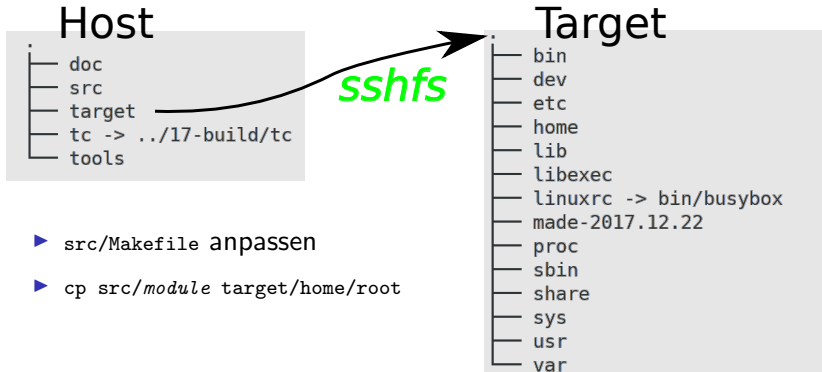 Host
.
├── doc
├── src
├── target
├── tc -> ../17-build/tc
└── tools
sshfs
Target
.
├── bin
├── dev
├── etc
├── home
├── lib
├── libexec
├── linuxrc -> bin/busybox
├── made-2017.12.22
├── proc
├── sbin
├── share
├── sys
├── usr
└── var
▶ src/Makefile anpassen
▶ cp src/module target/home/root